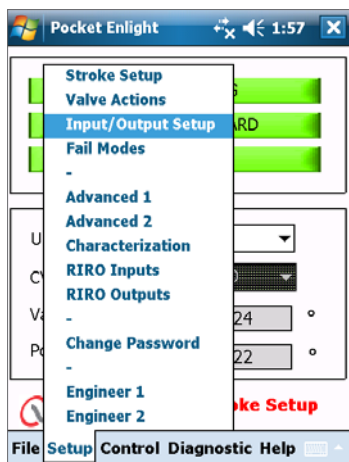 Pocket Enlight 1:57
Stroke Setup
Valve Actions
Input/Output Setup
ARD
Fail Modes
-
Advanced 1
Advanced 2
U
Characterization
RIRO Inputs
RIRO Outputs
-
24 °
Change Password
22 °
-
Engineer 1
ke Setup
Engineer 2
File Setup Control Diagnostic Help